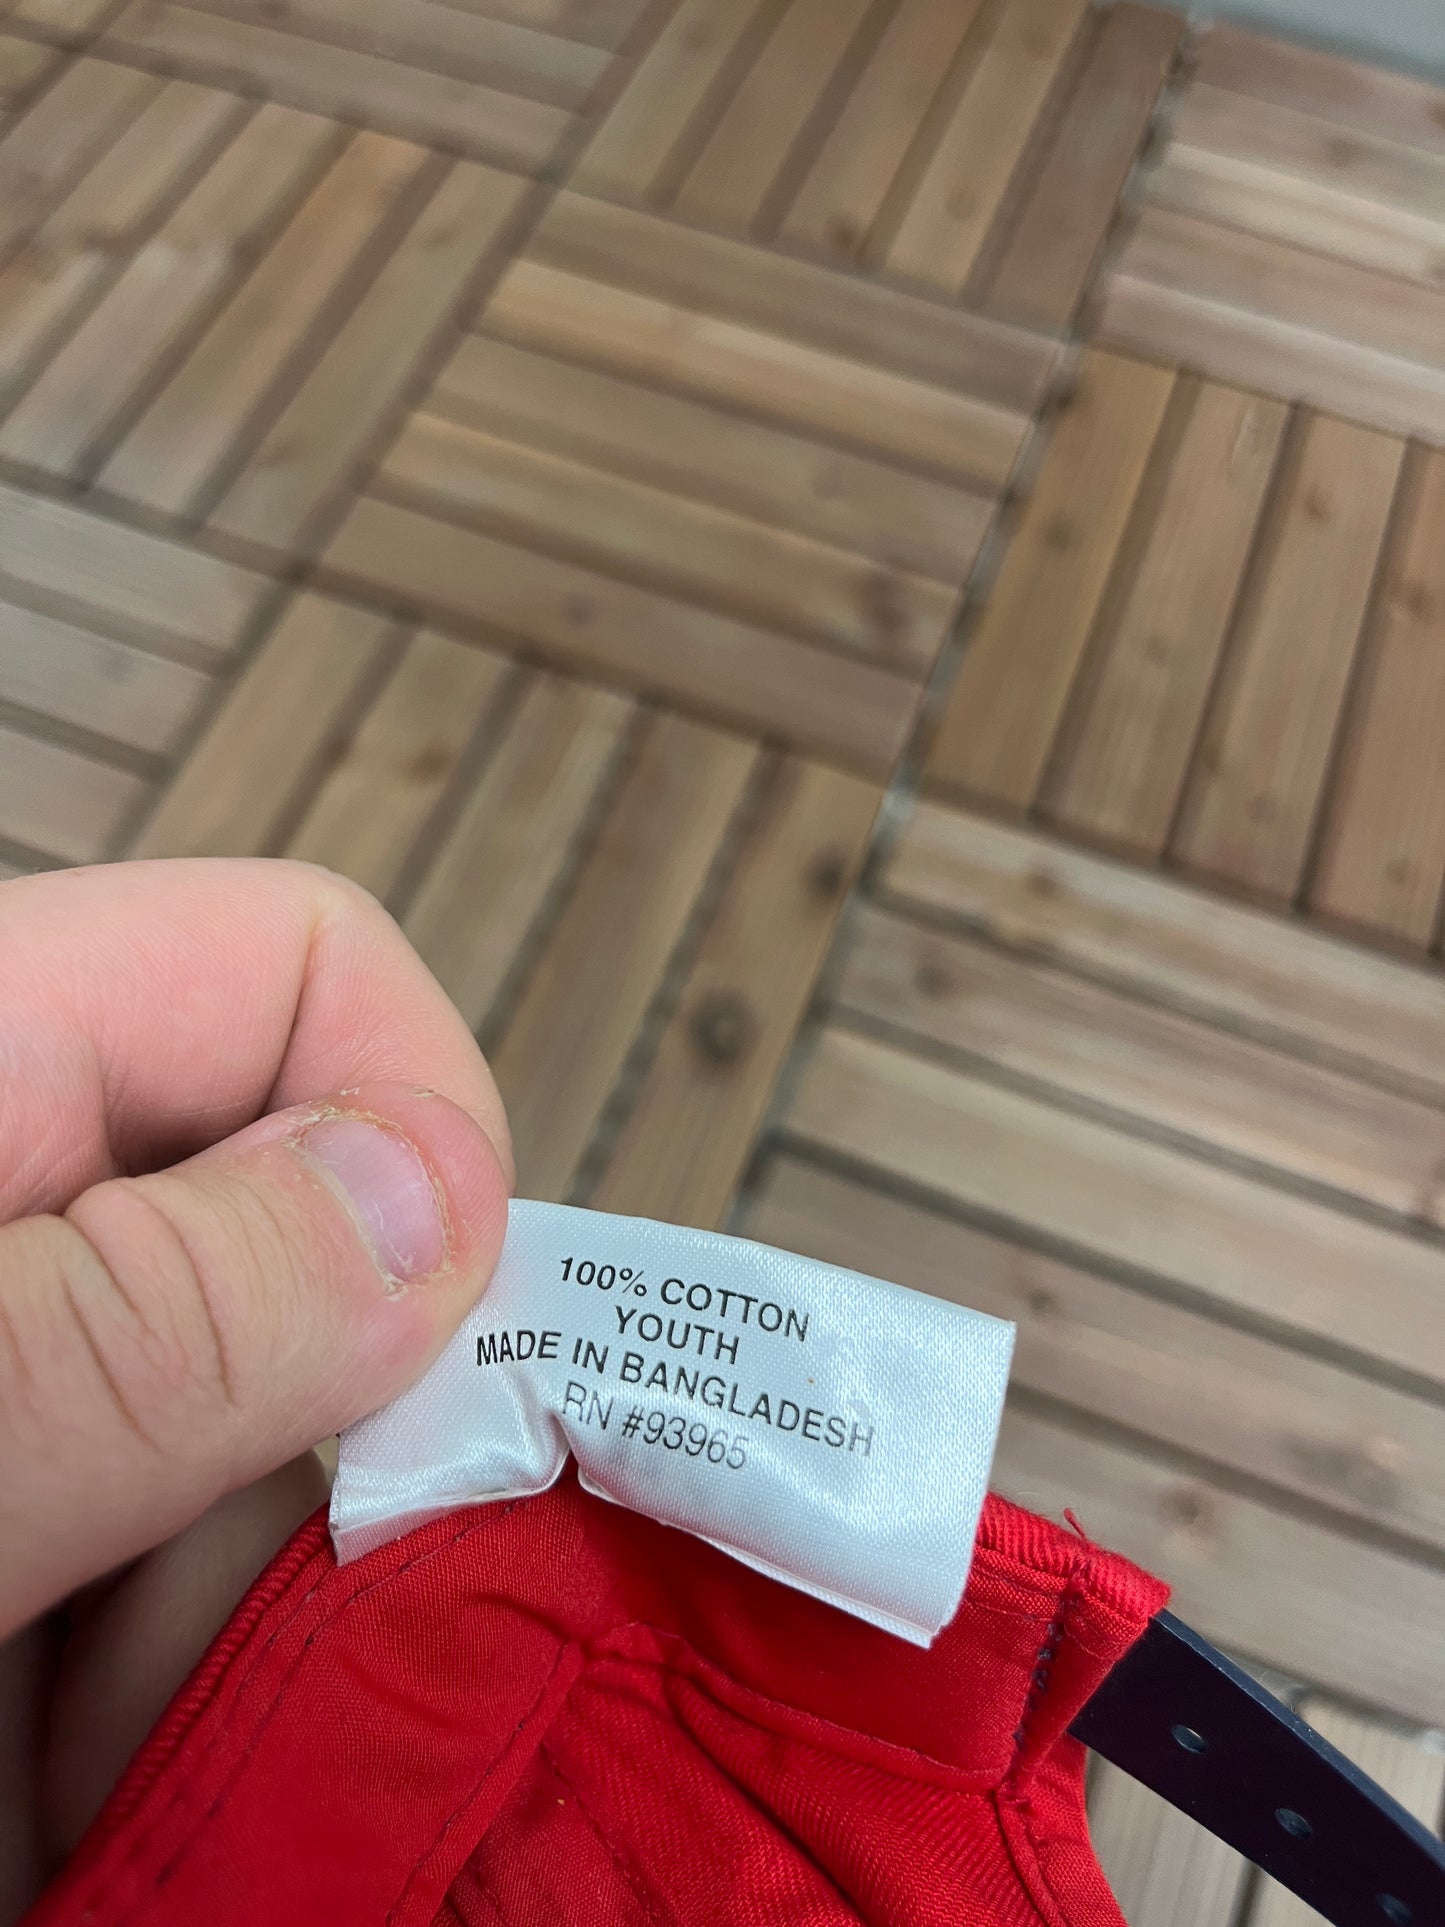 100% COTTON
YOUTH
MADE IN BANGLADESH
RN #93965